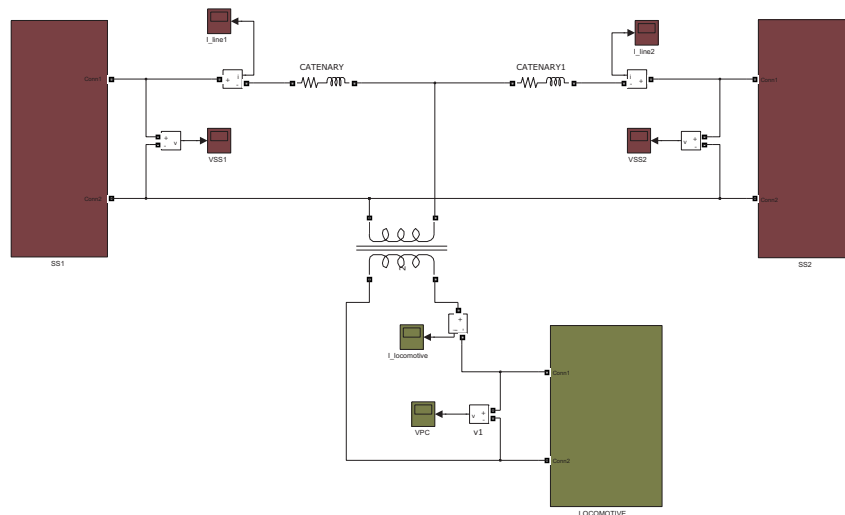 I_line1
I_line2
CATENARY
CATENARY1
Conn1
Conn1
i
+
-
i
-
+
+
-
v
VSS1
VSS2
v
+
-
Conn2
Conn2
SS1
SS2
+
-
I_locomotive
Conn1
VPC
v
+
-
v1
Conn2
LOCOMOTIVE